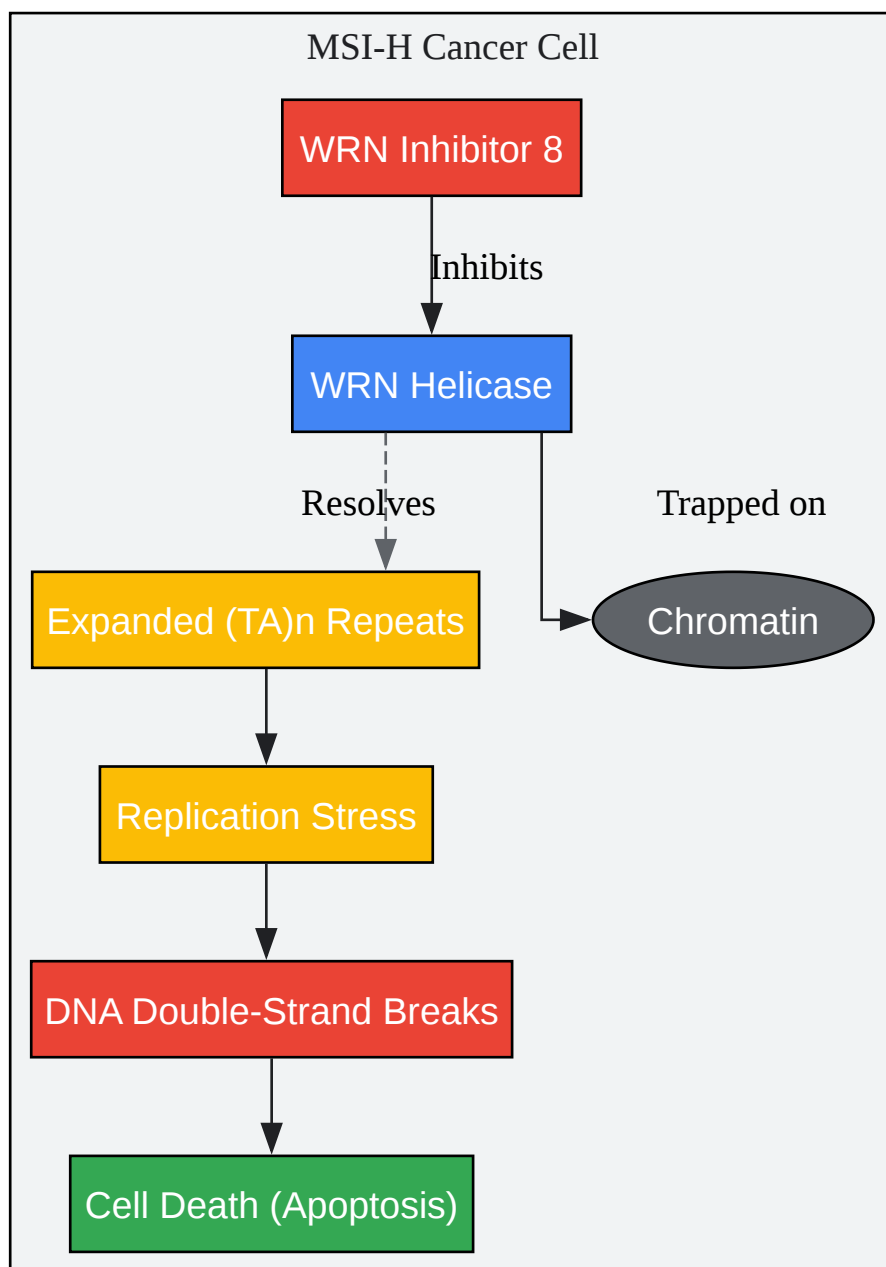 MSI-H Cancer Cell
WRN Inhibitor 8
Inhibits
WRN Helicase
Resolves
Trapped on
Expanded (TA)n Repeats
Chromatin
Replication Stress
DNA Double-Strand Breaks
Cell Death (Apoptosis)